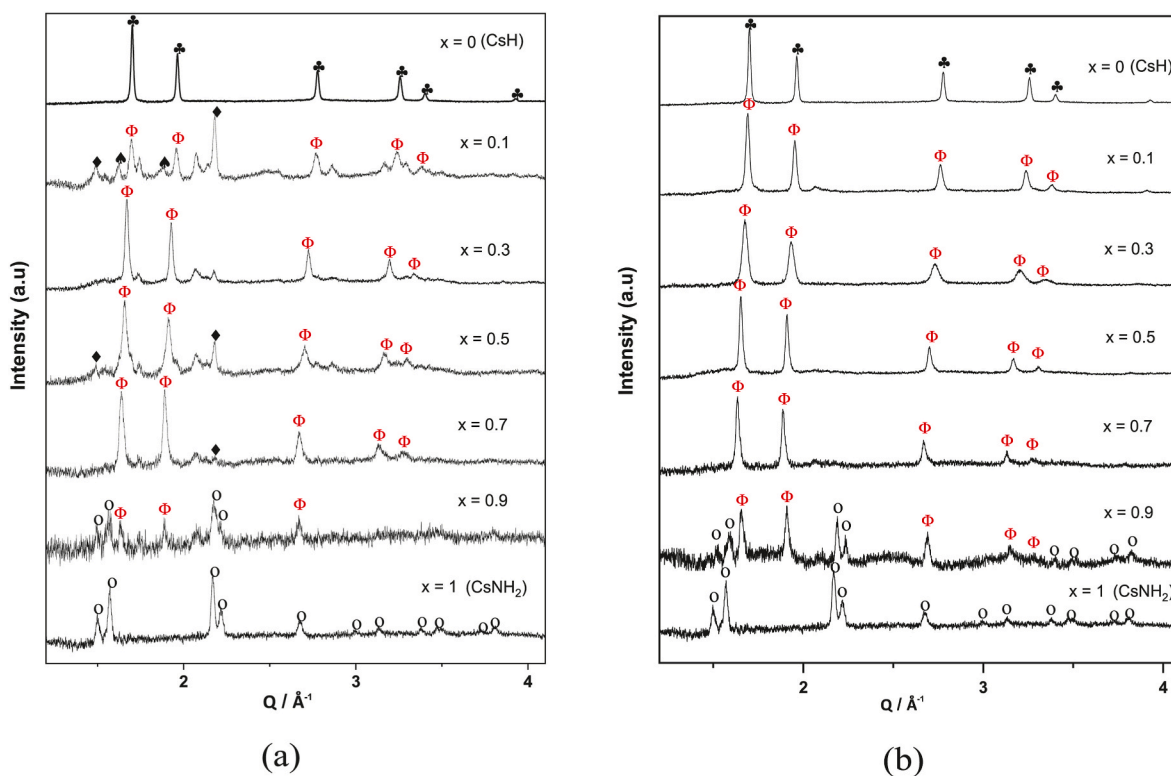 x = 0 (CsH)
♣ ♣ ♣ ♣ ♣ ♣
x = 0.1
♦ ♠ Φ ♠ Φ ♦ Φ Φ Φ
x = 0.3
Φ Φ Φ Φ Φ
x = 0.5
♦ Φ Φ ♦ Φ Φ Φ
x = 0.7
Φ Φ ♦ Φ Φ Φ
x = 0.9
o o Φ Φ o o Φ
x = 1 (CsNH₂)
o o o o o o o o o o o
Intensity (a.u)
2 3 4
Q / Å⁻¹
(a)
x = 0 (CsH)
♣ ♣ ♣ ♣ ♣
x = 0.1
Φ Φ Φ Φ Φ
x = 0.3
Φ Φ Φ Φ Φ
x = 0.5
Φ Φ Φ Φ Φ
x = 0.7
Φ Φ Φ Φ Φ
x = 0.9
o o Φ Φ o o Φ Φ Φ o o o o
x = 1 (CsNH₂)
o o o o o o o o o o o
Intensity (a.u)
2 3 4
Q / Å⁻¹
(b)